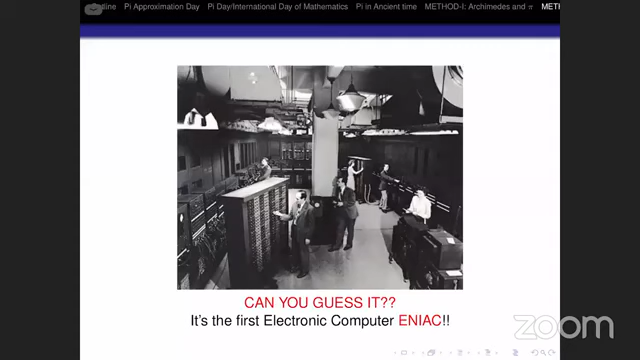 Pi Approximation Day Pi Day/International Day of Mathematics Pi in Ancient time METHOD-I: Archimedes and π
CAN YOU GUESS IT??
It's the first Electronic Computer ENIAC!!
zoom